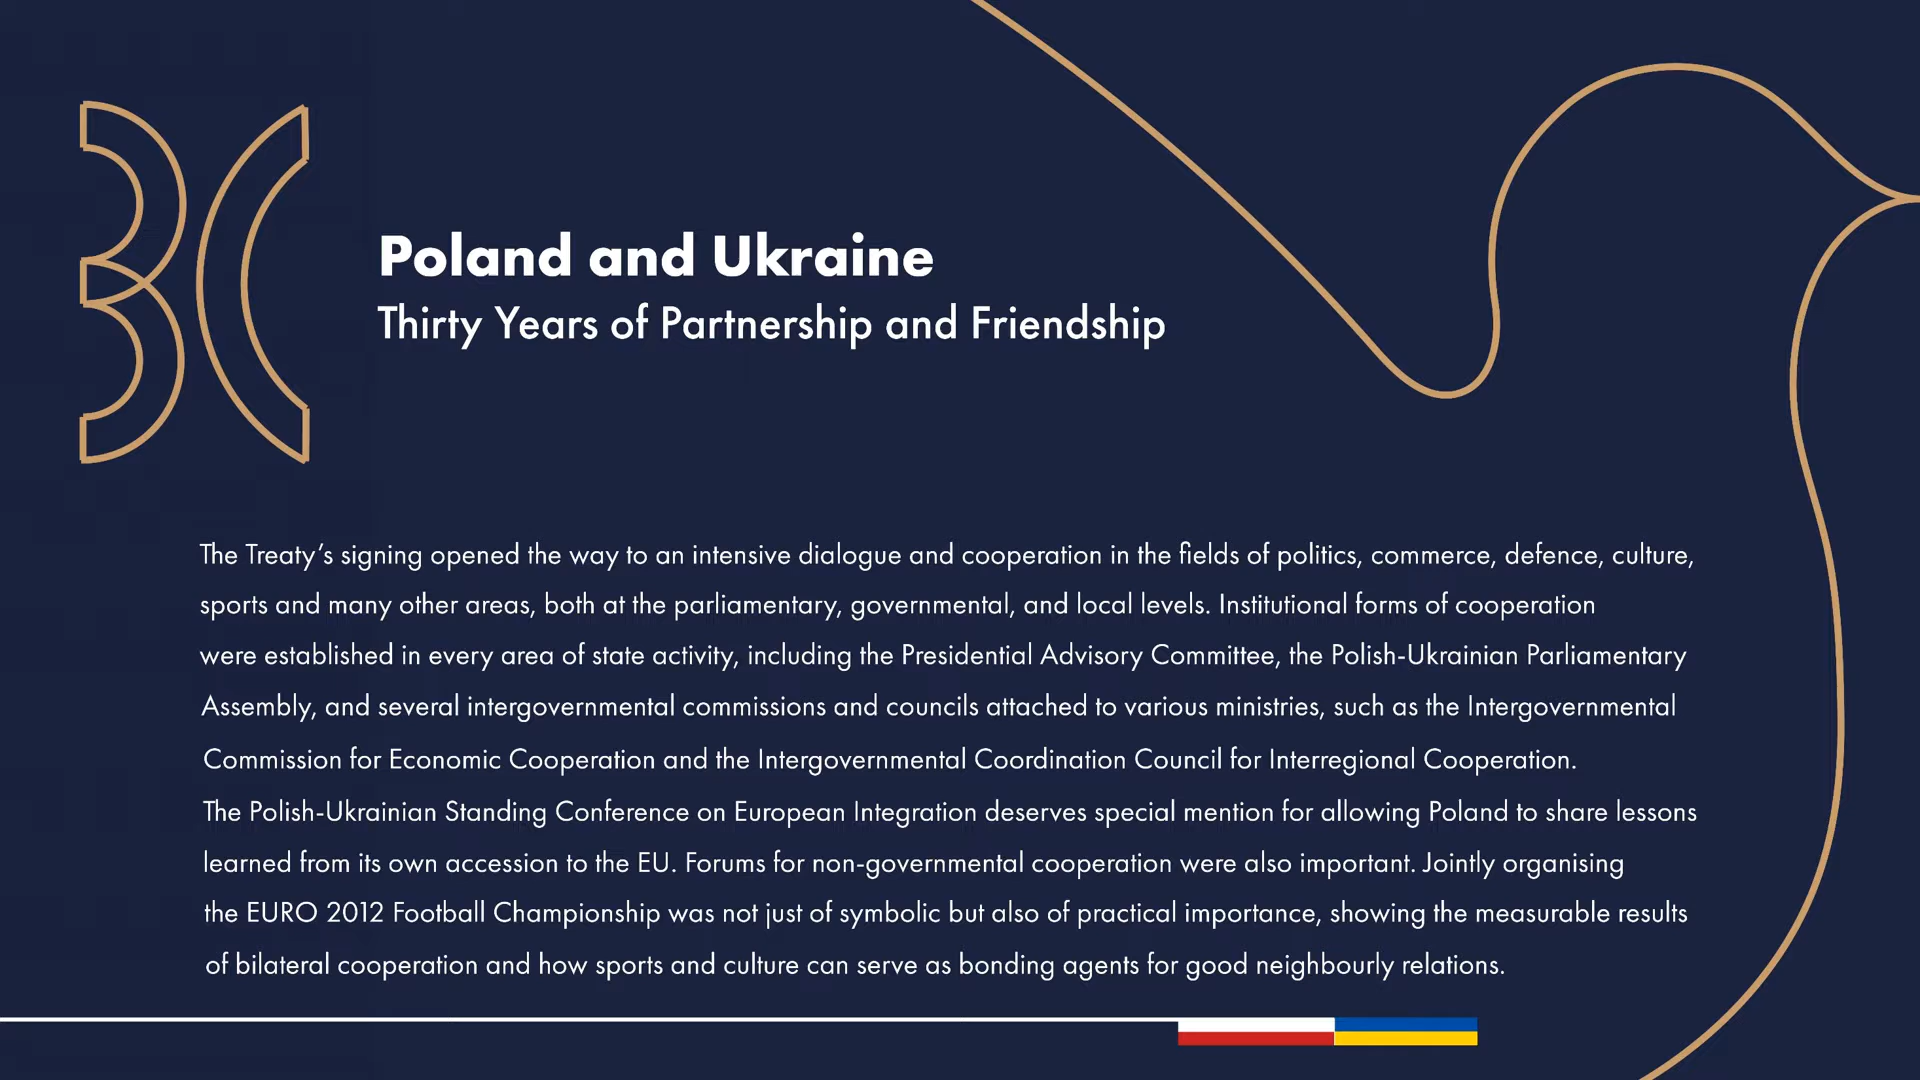 Poland and Ukraine
Thirty Years of Partnership and Friendship
The Treaty's signing opened the way to an intensive dialogue and cooperation in the fields of politics, commerce, defence, culture,
sports and many other areas, both at the parliamentary, governmental, and local levels. Institutional forms of cooperation
were established in every area of state activity, including the Presidential Advisory Committee, the Polish-Ukrainian Parliamentary
Assembly, and several intergovernmental commissions and councils attached to various ministries, such as the Intergovernmental
Commission for Economic Cooperation and the Intergovernmental Coordination Council for Interregional Cooperation.
The Polish-Ukrainian Standing Conference on European Integration deserves special mention for allowing Poland to share lessons
learned from its own accession to the EU. Forums for non-governmental cooperation were also important. Jointly organising
the EURO 2012 Football Championship was not just of symbolic but also of practical importance, showing the measurable results
of bilateral cooperation and how sports and culture can serve as bonding agents for good neighbourly relations.